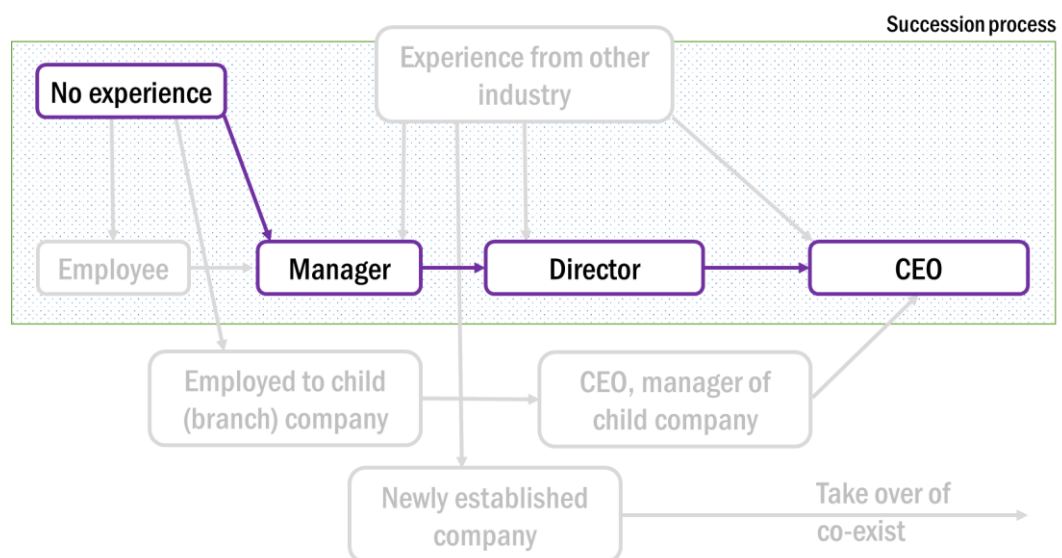 Succession process
Experience from other
industry
No experience
Employee
Manager
Director
CEO
Employed to child
(branch) company
CEO, manager of
child company
Newly established
company
Take over of
co-exist